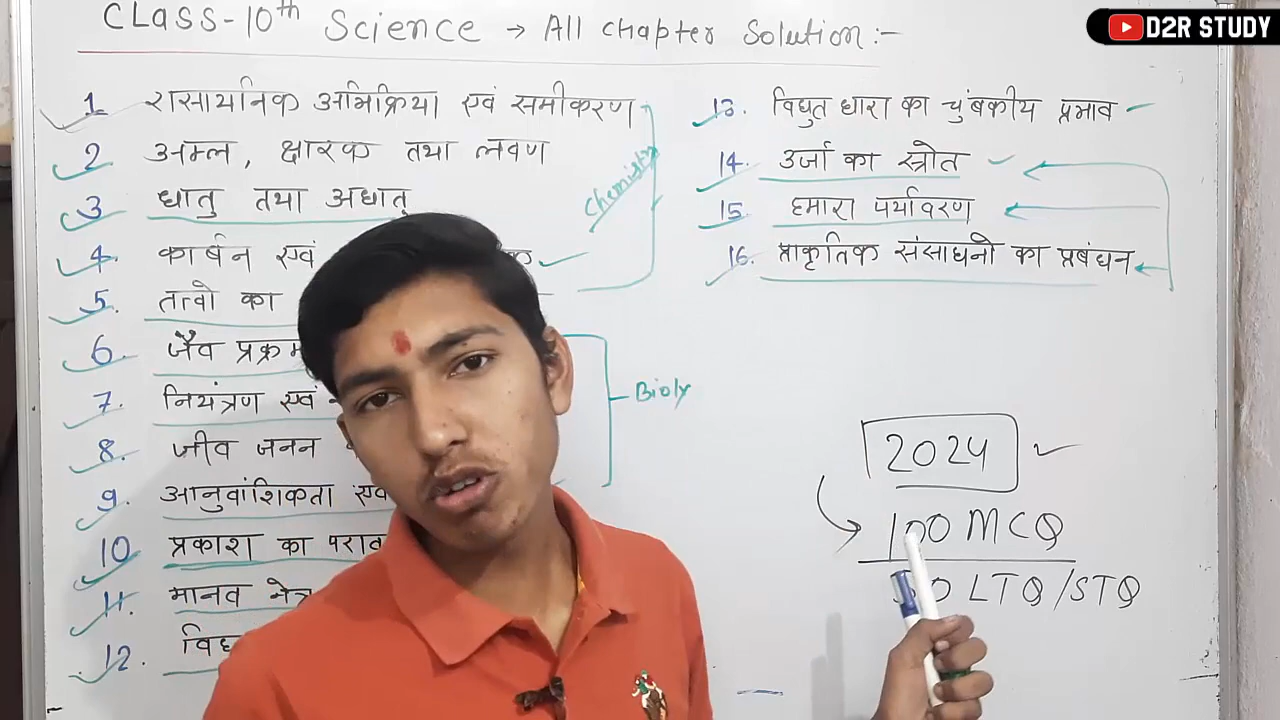 CLASS-10th Science → All Chapter Solution:-
D2R STUDY
1. रासायनिक अभिक्रिया एवं समीकरण
2. अम्ल, क्षारक तथा लवण
3. धातु तथा अधातु
4. कार्बन एवं
5. तत्वो का
6. जैव प्रक्रम
7. नियंत्रण एवं
8. जीव जनन
9. आनुवांशिकता एवं
10. प्रकाश का
11. मानव नेत्र
12.
Chemistry
Bioly
13. विधुत धारा का चुंबकीय प्रभाव
14. उर्जा का स्रोत
15. हमारा पर्यावरण
16. प्राकृतिक संसाधनो का प्रबंधन
2024
100 MCQ
LTQ/STQ